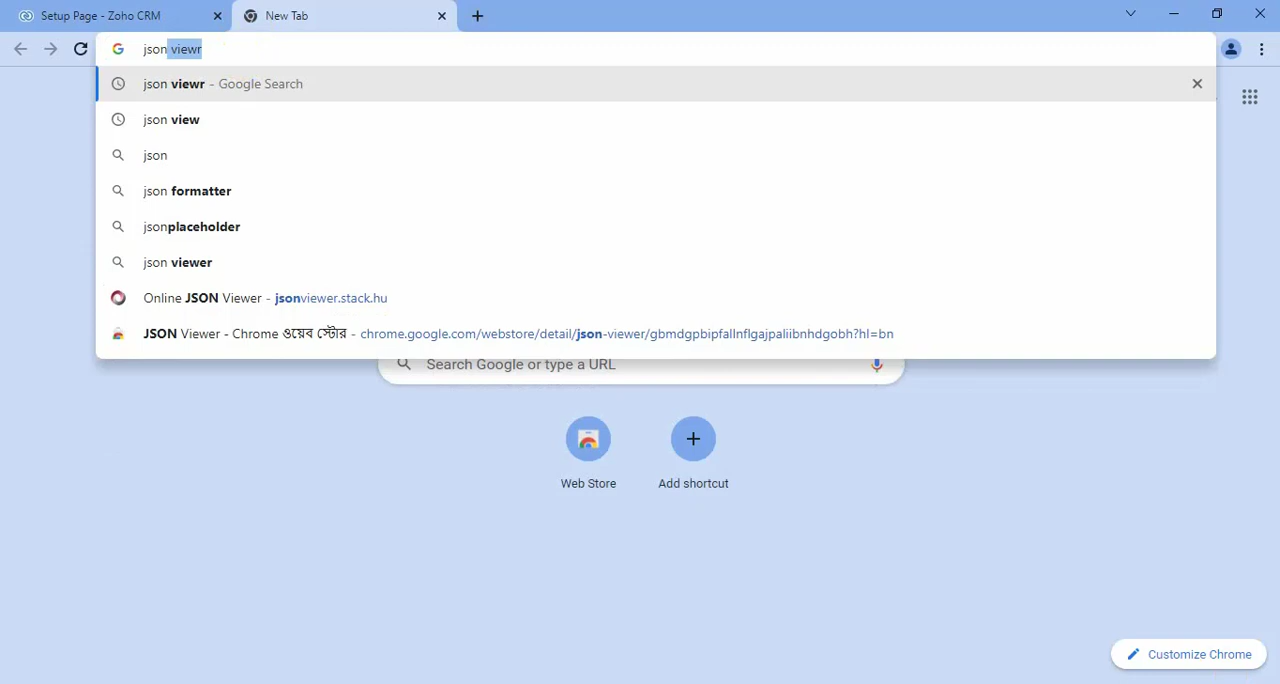 Setup Page - Zoho CRM
New Tab
json viewr
json viewr - Google Search
json view
json
json formatter
jsonplaceholder
json viewer
Online JSON Viewer - jsonviewer.stack.hu
JSON Viewer - Chrome ওয়েব স্টোর - chrome.google.com/webstore/detail/json-viewer/gbmdgpbipfallnflgajpaliibnhdgobh?hl=bn
Search Google or type a URL
Web Store
Add shortcut
Customize Chrome